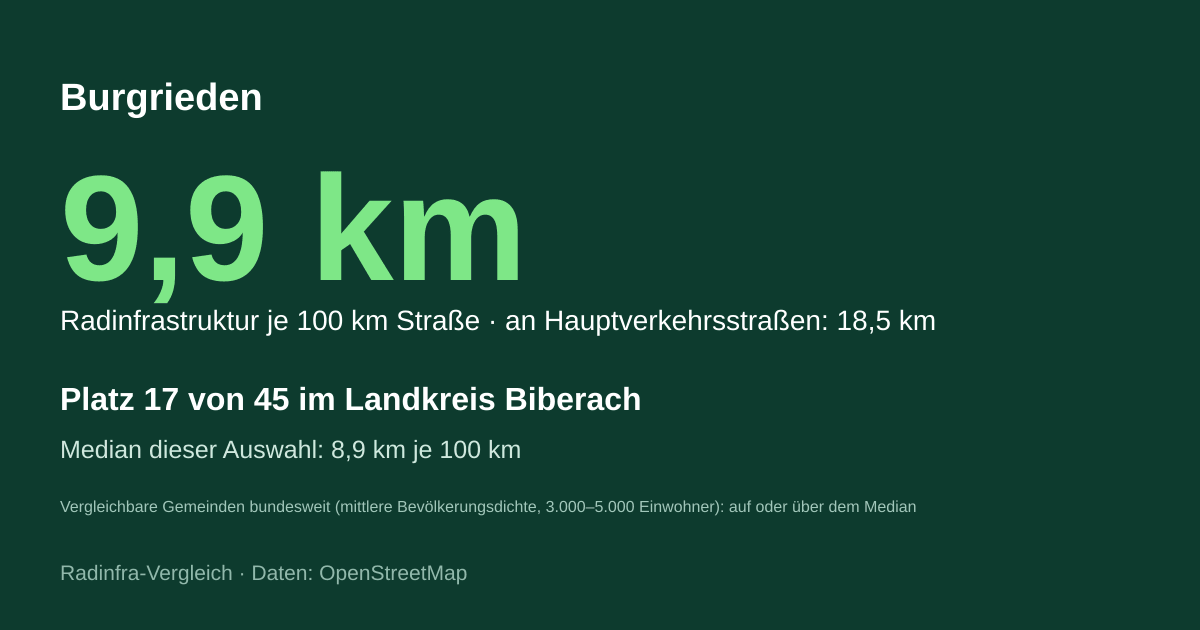 Burgrieden
9,9 km
Radinfrastruktur je 100 km Straße · an Hauptverkehrsstraßen: 18,5 km
Platz 17 von 45 im Landkreis Biberach
Median dieser Auswahl: 8,9 km je 100 km
Vergleichbare Gemeinden bundesweit (mittlere Bevölkerungsdichte, 3.000–5.000 Einwohner): auf oder über dem Median
Radinfra-Vergleich · Daten: OpenStreetMap